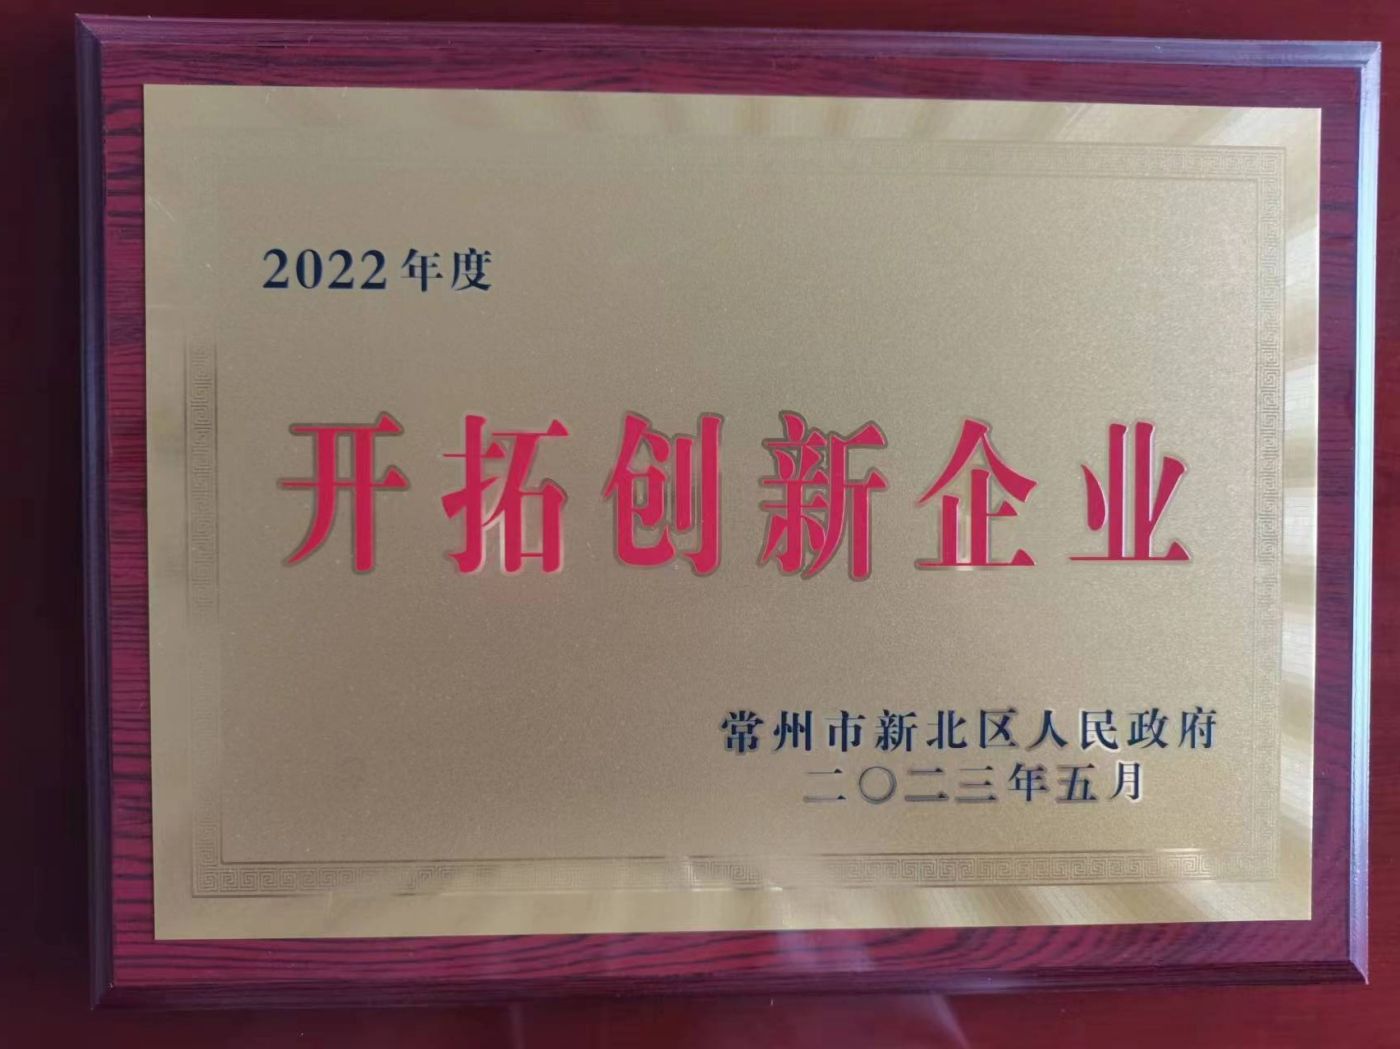 2022年度
开拓创新企业
常州市新北区人民政府
二〇二三年五月